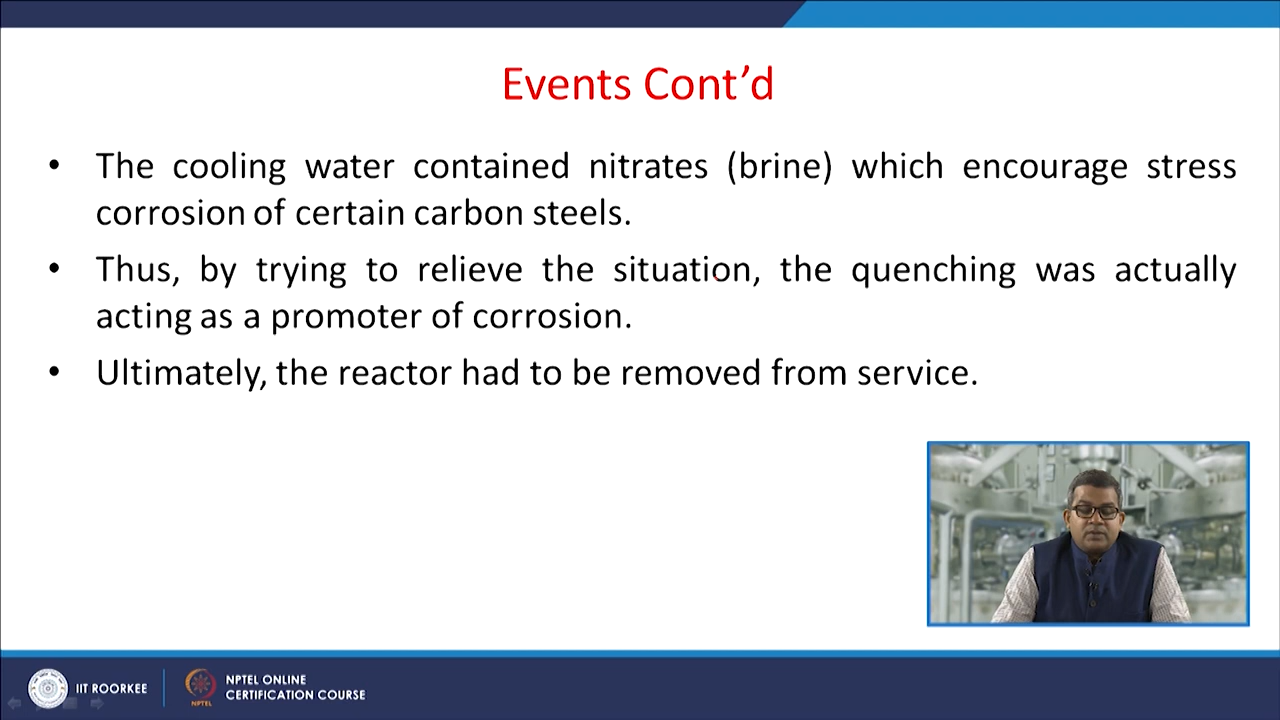 Events Cont’d
• The cooling water contained nitrates (brine) which encourage stress
corrosion of certain carbon steels.
• Thus, by trying to relieve the situation, the quenching was actually
acting as a promoter of corrosion.
• Ultimately, the reactor had to be removed from service.
IIT ROORKEE
NPTEL
NPTEL ONLINE
CERTIFICATION COURSE